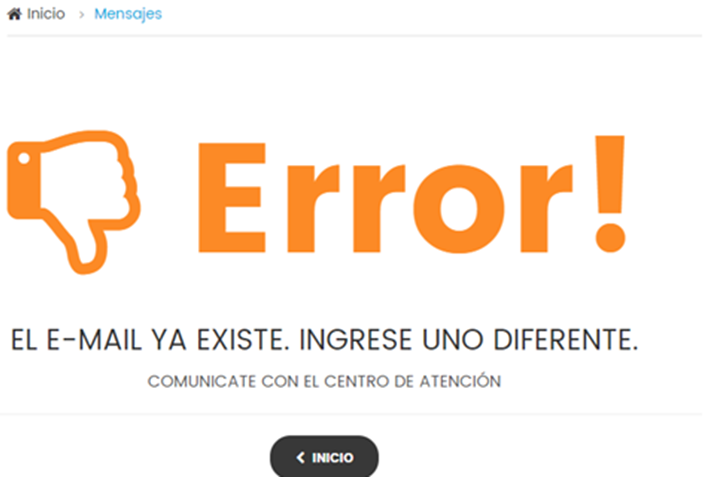 Inicio > Mensajes
Error!
EL E-MAIL YA EXISTE. INGRESE UNO DIFERENTE.
COMUNICATE CON EL CENTRO DE ATENCIÓN
INICIO